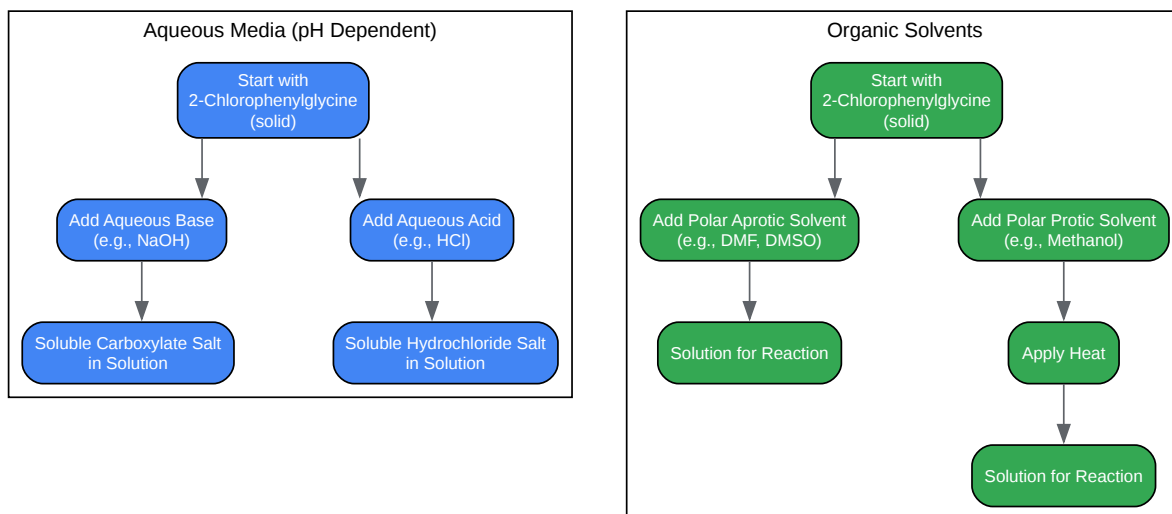 Aqueous Media (pH Dependent)
Start with
2-Chlorophenylglycine
(solid)
Add Aqueous Base
(e.g., NaOH)
Add Aqueous Acid
(e.g., HCl)
Soluble Carboxylate Salt
in Solution
Soluble Hydrochloride Salt
in Solution
Organic Solvents
Start with
2-Chlorophenylglycine
(solid)
Add Polar Aprotic Solvent
(e.g., DMF, DMSO)
Add Polar Protic Solvent
(e.g., Methanol)
Solution for Reaction
Apply Heat
Solution for Reaction